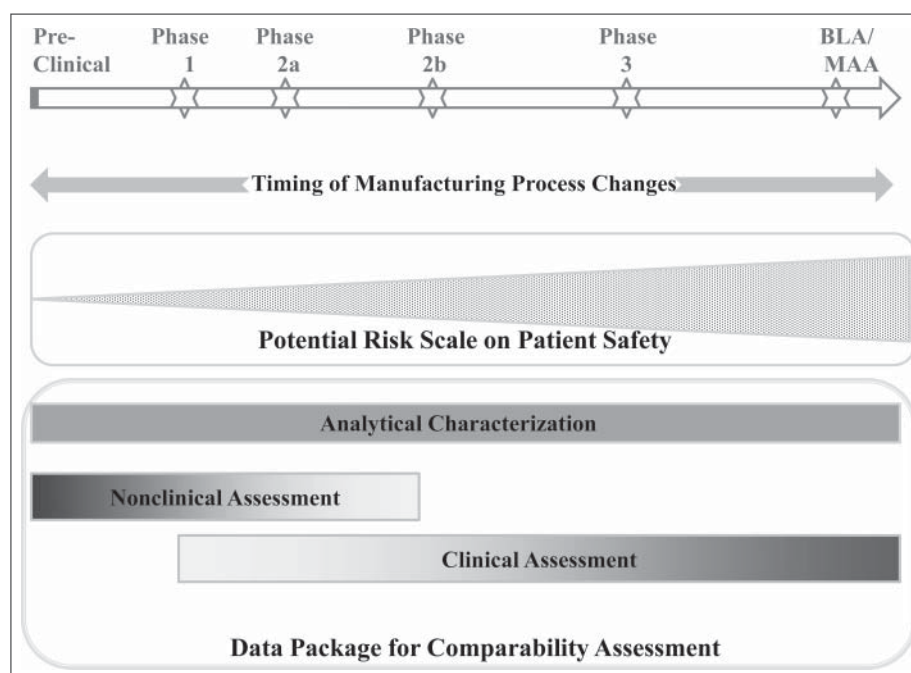 Pre-Clinical
Phase 1
Phase 2a
Phase 2b
Phase 3
BLA/MAA
Timing of Manufacturing Process Changes
Potential Risk Scale on Patient Safety
Analytical Characterization
Nonclinical Assessment
Clinical Assessment
Data Package for Comparability Assessment